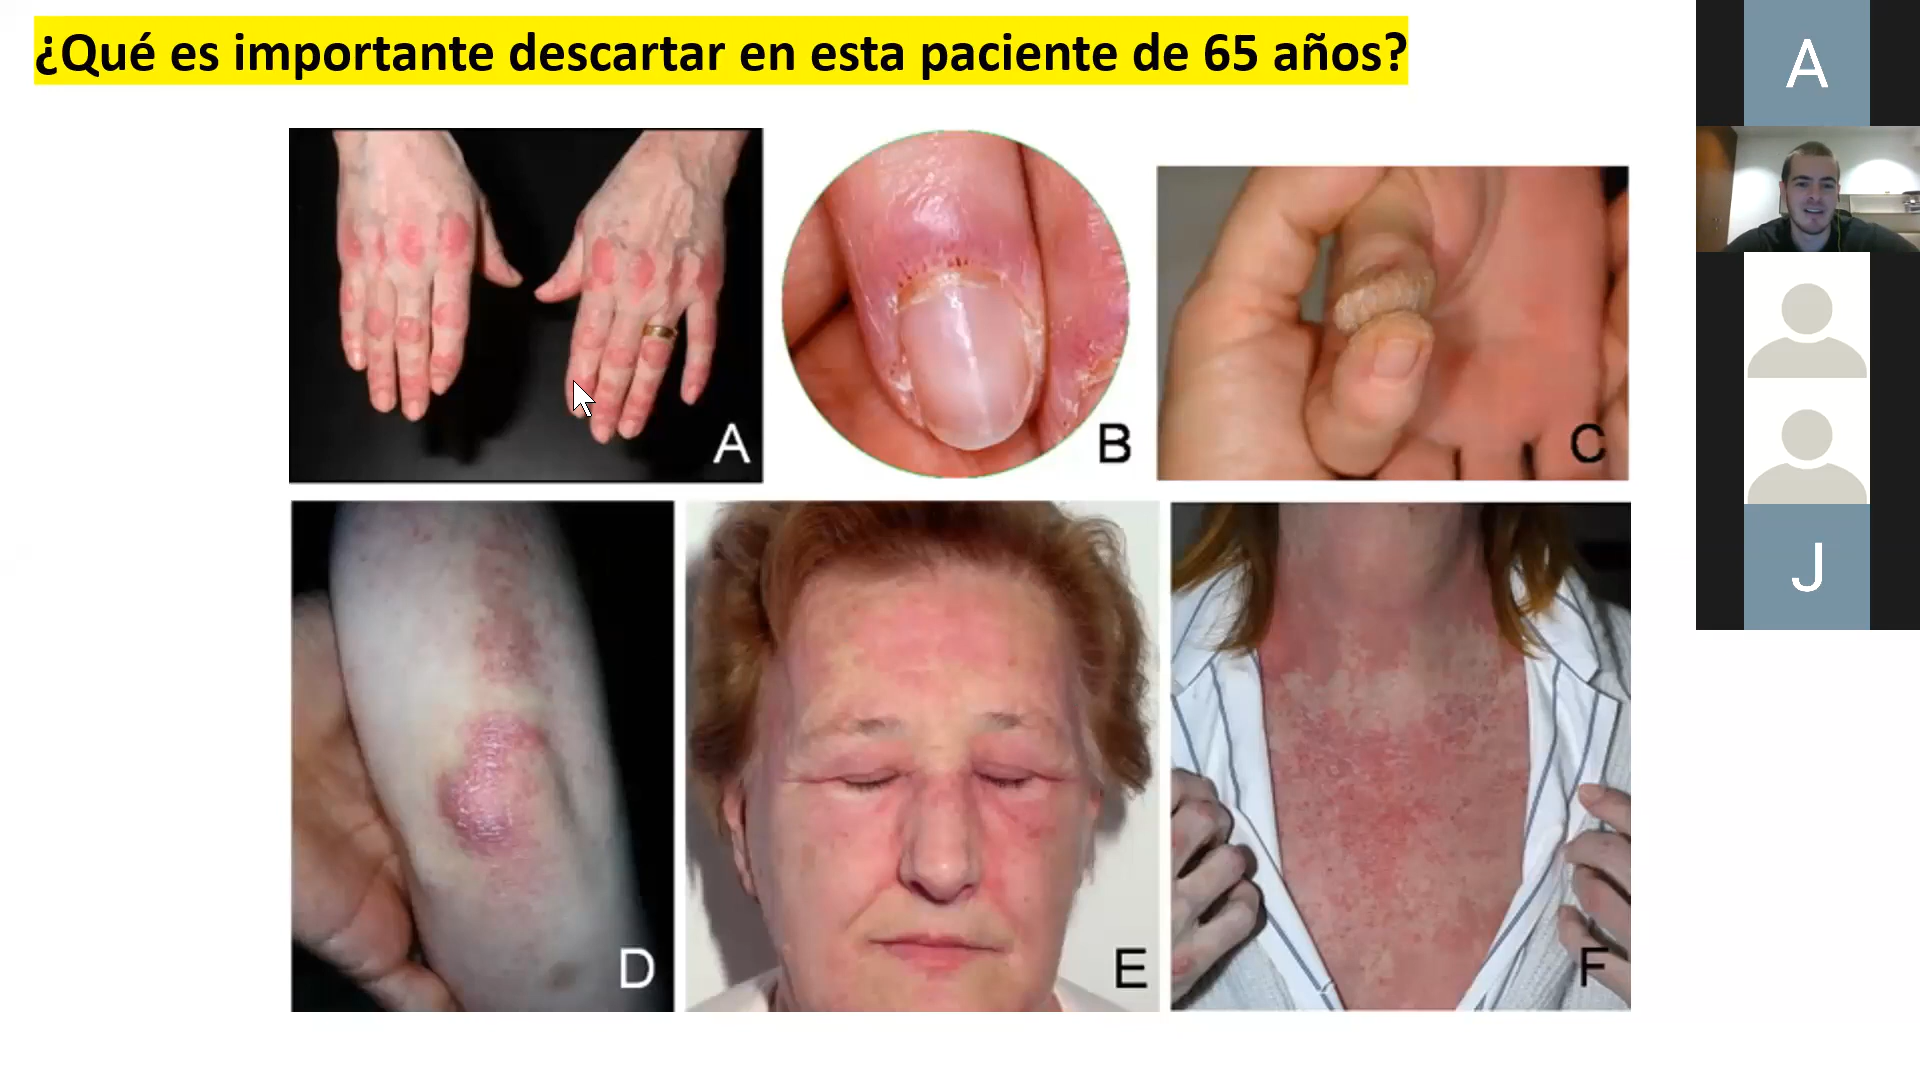 ¿Qué es importante descartar en esta paciente de 65 años?
A
A
B
C
D
E
F
J